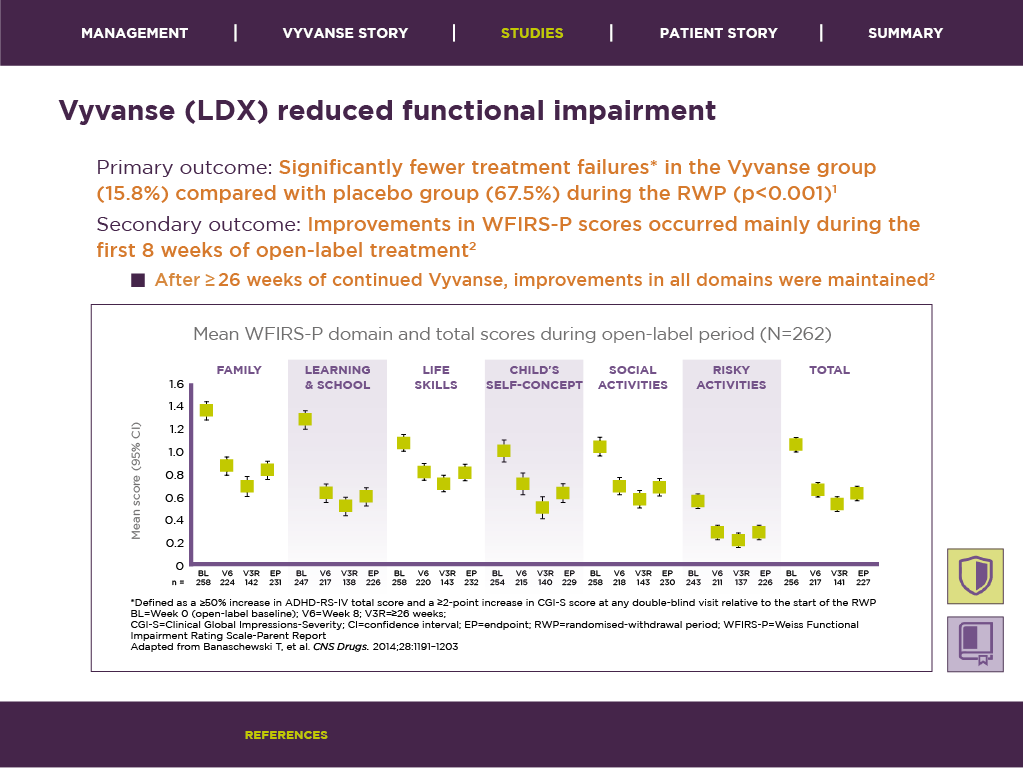 MANAGEMENT | VYVANSE STORY | STUDIES | PATIENT STORY | SUMMARY
Vyvanse (LDX) reduced functional impairment
Primary outcome: Significantly fewer treatment failures* in the Vyvanse group
(15.8%) compared with placebo group (67.5%) during the RWP (p<0.001)¹
Secondary outcome: Improvements in WFIRS-P scores occurred mainly during the
first 8 weeks of open-label treatment²
■ After ≥26 weeks of continued Vyvanse, improvements in all domains were maintained²
Mean WFIRS-P domain and total scores during open-label period (N=262)
FAMILY
LEARNING
& SCHOOL
LIFE
SKILLS
CHILD'S
SELF-CONCEPT
SOCIAL
ACTIVITIES
RISKY
ACTIVITIES
TOTAL
Mean score (95% CI)
1.6
1.4
1.2
1.0
0.8
0.6
0.4
0.2
0
BL V6 V3R EP BL V6 V3R EP BL V6 V3R EP BL V6 V3R EP BL V6 V3R EP BL V6 V3R EP BL V6 V3R EP
n = 258 224 142 231 247 217 138 226 258 220 143 232 258 215 140 229 258 218 143 230 243 211 137 226 256 217 141 227
*Defined as a ≥50% increase in ADHD-RS-IV total score and a ≥2-point increase in CGI-S score at any double-blind visit relative to the start of the RWP
BL=Week 0 (open-label baseline); V6=Week 8; V3R=≥26 weeks;
CGI-S=Clinical Global Impressions-Severity; CI=confidence interval; EP=endpoint; RWP=randomised-withdrawal period; WFIRS-P=Weiss Functional
Impairment Rating Scale-Parent Report
Adapted from Banaschewski T, et al. CNS Drugs. 2014;28:1191–1203
REFERENCES